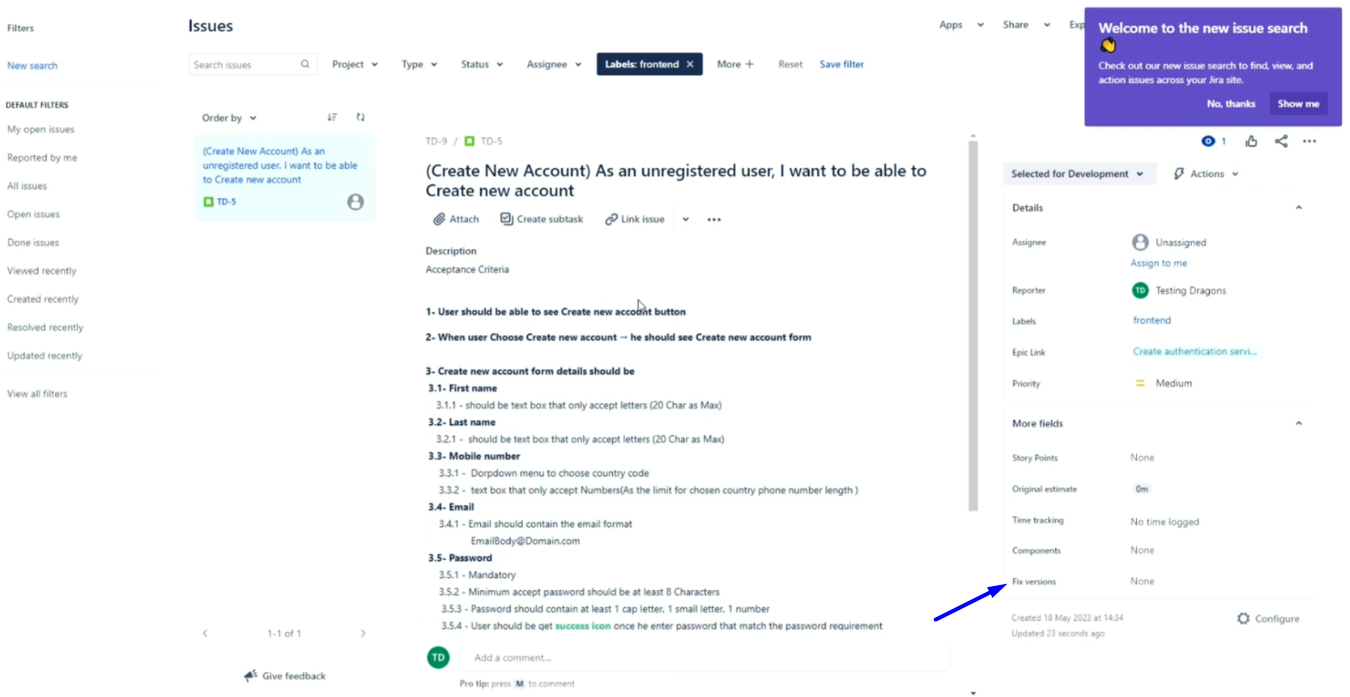 Filters
New search
DEFAULT FILTERS
My open issues
Reported by me
All issues
Open issues
Done issues
Viewed recently
Created recently
Resolved recently
Updated recently
View all filters
Issues
Apps
Share
Exp
Search issues
Project
Type
Status
Assignee
Labels: frontend ✕
More +
Reset
Save filter
Welcome to the new issue search
Check out our new issue search to find, view, and
action issues across your Jira site.
No, thanks
Show me
Order by
(Create New Account) As an
unregistered user, I want to be able
to Create new account
TD-5
1-1 of 1
Give feedback
TD-9 / TD-5
(Create New Account) As an unregistered user, I want to be able to
Create new account
Attach
Create subtask
Link issue
Description
Acceptance Criteria
1- User should be able to see Create new account button
2- When user Choose Create new account → he should see Create new account form
3- Create new account form details should be
3.1- First name
3.1.1 - should be text box that only accept letters (20 Char as Max)
3.2- Last name
3.2.1 - should be text box that only accept letters (20 Char as Max)
3.3- Mobile number
3.3.1 - Dorpdown menu to choose country code
3.3.2 - text box that only accept Numbers(As the limit for chosen country phone number length )
3.4- Email
3.4.1 - Email should contain the email format
EmailBody@Domain.com
3.5- Password
3.5.1 - Mandatory
3.5.2 - Minimum accept password should be at least 8 Characters
3.5.3 - Password should contain at least 1 cap letter, 1 small letter, 1 number
3.5.4 - User should be get success icon once he enter password that match the password requirement
TD
Add a comment...
Pro tip: press M to comment
1
Selected for Development
Actions
Details
Assignee
Unassigned
Assign to me
Reporter
TD
Testing Dragons
Labels
frontend
Epic Link
Create authentication servi...
Priority
Medium
More fields
Story Points
None
Original estimate
0m
Time tracking
No time logged
Components
None
Fix versions
None
Created 18 May 2023 at 14:34
Updated 23 seconds ago
Configure